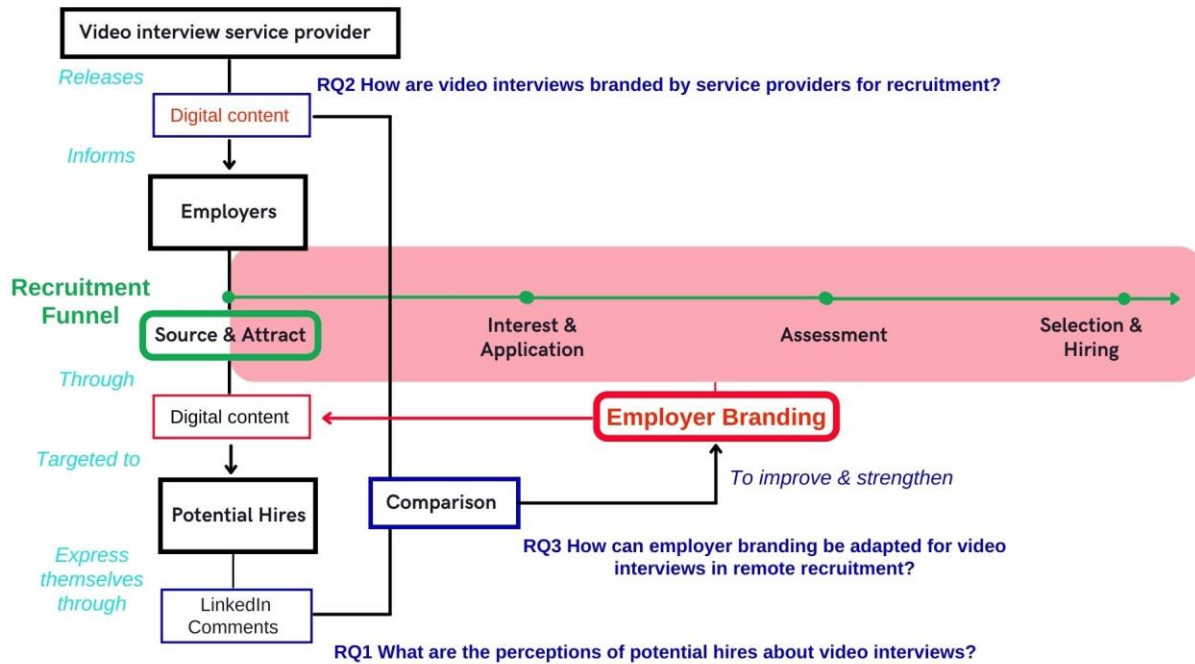 Video interview service provider
Releases
RQ2 How are video interviews branded by service providers for recruitment?
Digital content
Informs
Employers
Recruitment
Funnel
Source & Attract
Interest &
Application
Assessment
Selection &
Hiring
Through
Digital content
Employer Branding
Targeted to
To improve & strengthen
Comparison
Potential Hires
RQ3 How can employer branding be adapted for video
interviews in remote recruitment?
Express
themselves
through
LinkedIn
Comments
RQ1 What are the perceptions of potential hires about video interviews?